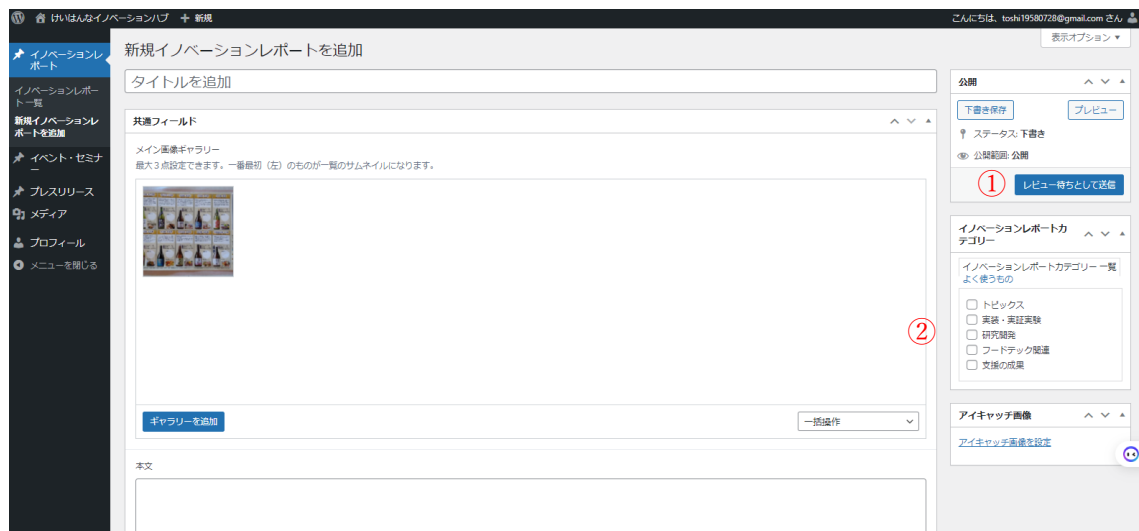 けいはんなイノベーションハブ + 新規
こんにちは、toshi19580728@gmail.com さん
表示オプション ▼
イノベーションレ
ポート
イノベーションレポー
ト一覧
新規イノベーションレ
ポートを追加
イベント・セミナ
ー
プレスリリース
メディア
プロフィール
メニューを閉じる
新規イノベーションレポートを追加
タイトルを追加
共通フィールド
メイン画像ギャラリー
最大3点設定できます。一番最初（左）のものが一覧のサムネイルになります。
ギャラリーを追加
一括操作
本文
公開
下書き保存
プレビュー
ステータス: 下書き
公開範囲: 公開
① レビュー待ちとして送信
イノベーションレポートカ
テゴリー
イノベーションレポートカテゴリー 一覧
よく使うもの
②
トピックス
実装・実証実験
研究開発
フードテック関連
支援の成果
アイキャッチ画像
アイキャッチ画像を設定